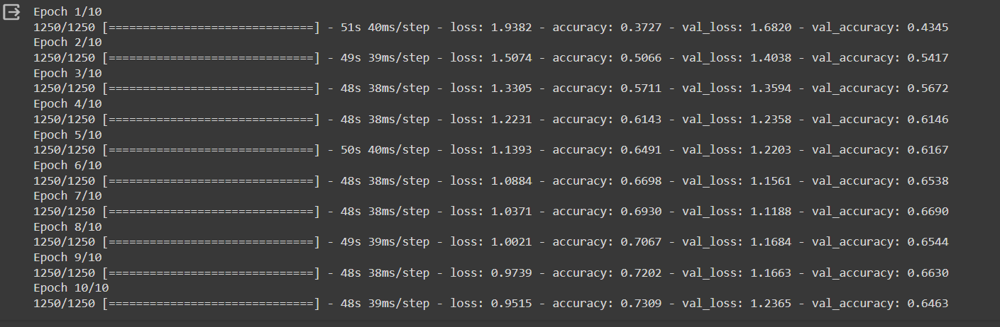 Epoch 1/10
1250/1250 [==============================] - 51s 40ms/step - loss: 1.9382 - accuracy: 0.3727 - val_loss: 1.6820 - val_accuracy: 0.4345
Epoch 2/10
1250/1250 [==============================] - 49s 39ms/step - loss: 1.5074 - accuracy: 0.5066 - val_loss: 1.4038 - val_accuracy: 0.5417
Epoch 3/10
1250/1250 [==============================] - 48s 38ms/step - loss: 1.3305 - accuracy: 0.5711 - val_loss: 1.3594 - val_accuracy: 0.5672
Epoch 4/10
1250/1250 [==============================] - 48s 38ms/step - loss: 1.2231 - accuracy: 0.6143 - val_loss: 1.2358 - val_accuracy: 0.6146
Epoch 5/10
1250/1250 [==============================] - 50s 40ms/step - loss: 1.1393 - accuracy: 0.6491 - val_loss: 1.2203 - val_accuracy: 0.6167
Epoch 6/10
1250/1250 [==============================] - 48s 38ms/step - loss: 1.0884 - accuracy: 0.6698 - val_loss: 1.1561 - val_accuracy: 0.6538
Epoch 7/10
1250/1250 [==============================] - 48s 38ms/step - loss: 1.0371 - accuracy: 0.6930 - val_loss: 1.1188 - val_accuracy: 0.6690
Epoch 8/10
1250/1250 [==============================] - 49s 39ms/step - loss: 1.0021 - accuracy: 0.7067 - val_loss: 1.1684 - val_accuracy: 0.6544
Epoch 9/10
1250/1250 [==============================] - 48s 38ms/step - loss: 0.9739 - accuracy: 0.7202 - val_loss: 1.1663 - val_accuracy: 0.6630
Epoch 10/10
1250/1250 [==============================] - 48s 39ms/step - loss: 0.9515 - accuracy: 0.7309 - val_loss: 1.2365 - val_accuracy: 0.6463